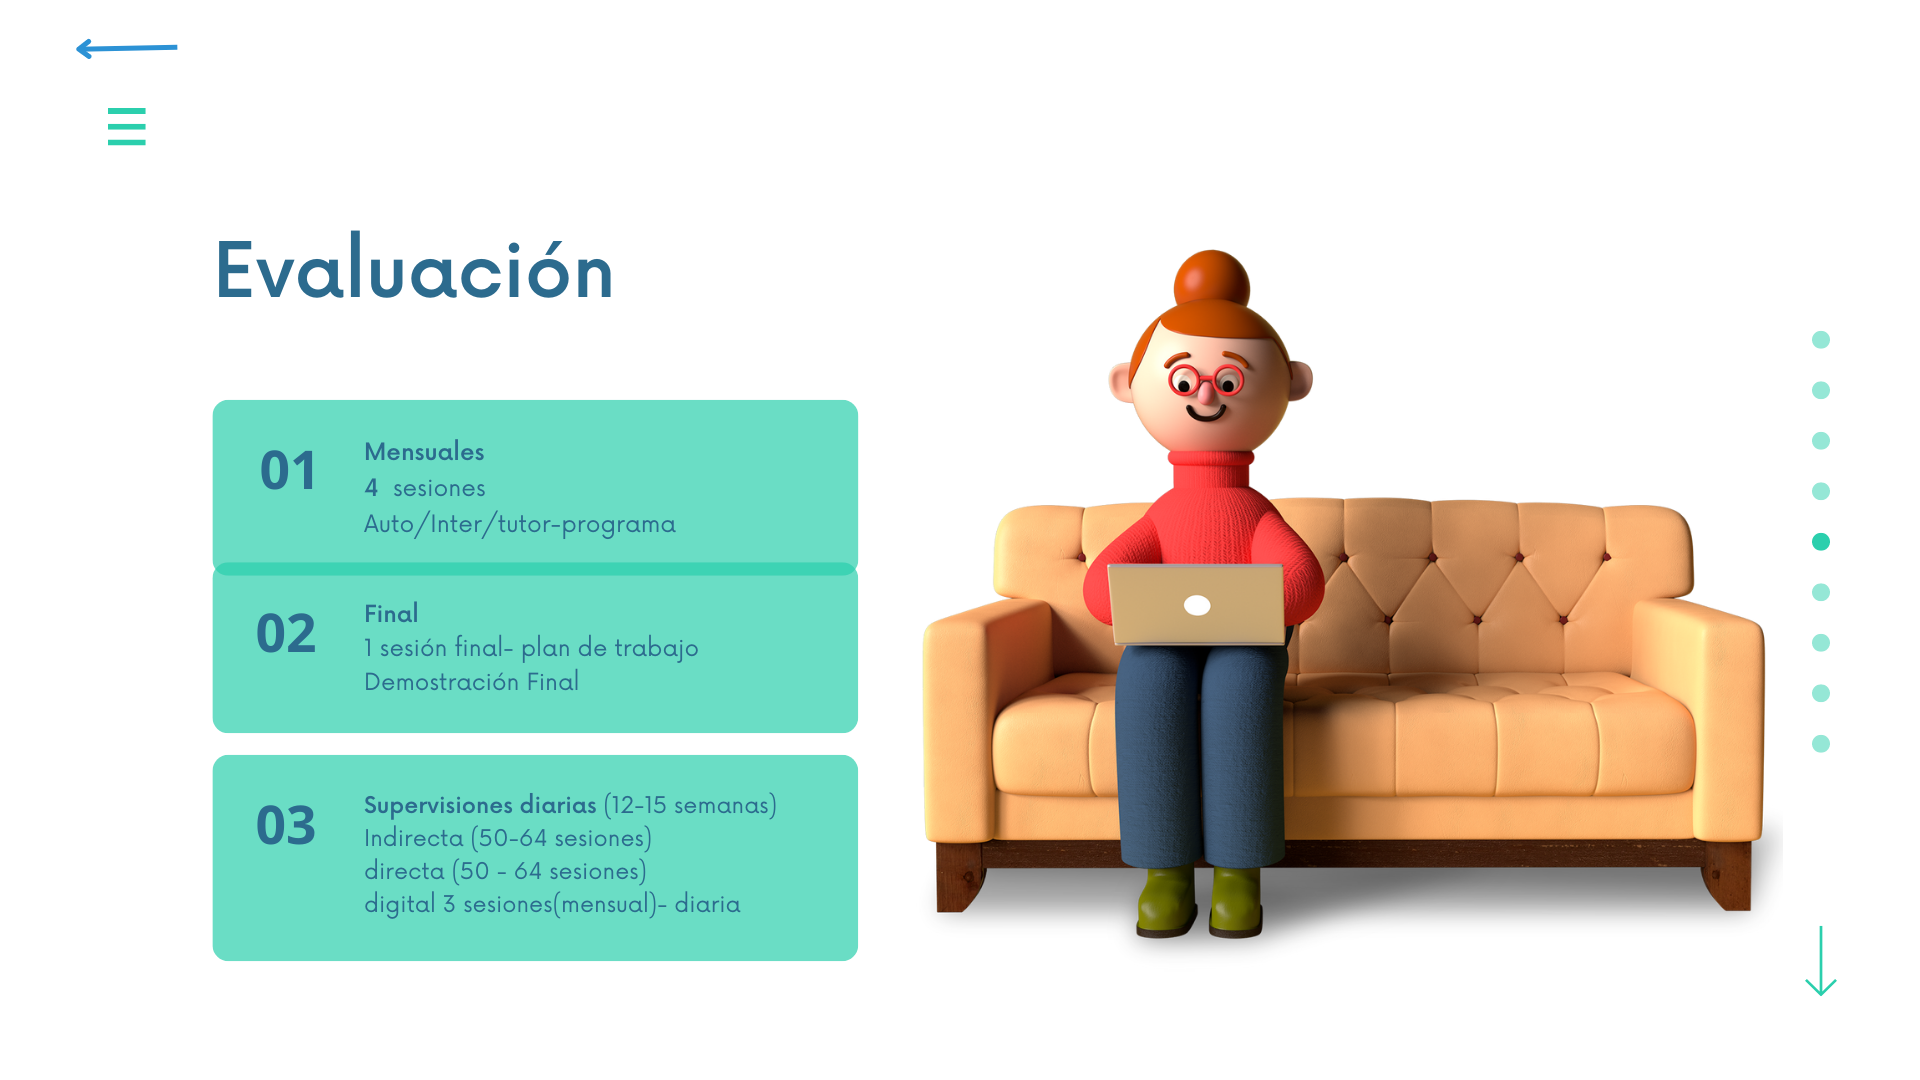 Evaluación
01
Mensuales
4 sesiones
Auto/Inter/tutor-programa
02
Final
1 sesión final- plan de trabajo
Demostración Final
03
Supervisiones diarias (12-15 semanas)
Indirecta (50-64 sesiones)
directa (50 - 64 sesiones)
digital 3 sesiones(mensual)- diaria